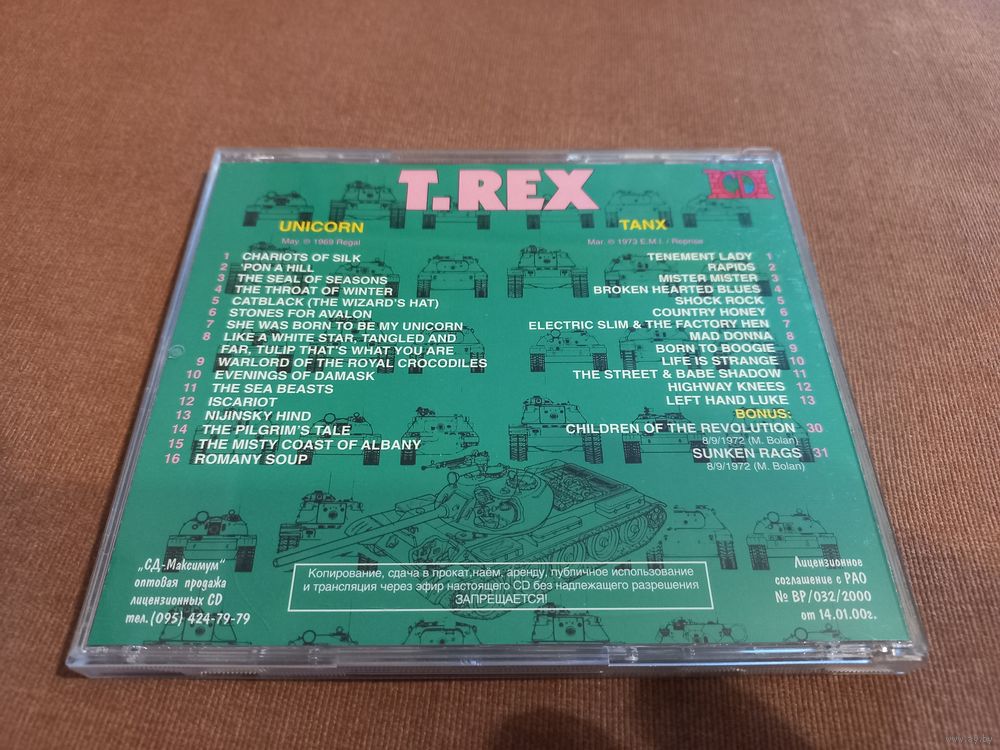 T.REX
CD
UNICORN
May. ℗ 1969 Regal
1 CHARIOTS OF SILK
2 'PON A HILL
3 THE SEAL OF SEASONS
4 THE THROAT OF WINTER
5 CATBLACK (THE WIZARD'S HAT)
6 STONES FOR AVALON
7 SHE WAS BORN TO BE MY UNICORN
8 LIKE A WHITE STAR, TANGLED AND
FAR, TULIP THAT'S WHAT YOU ARE
9 WARLORD OF THE ROYAL CROCODILES
10 EVENINGS OF DAMASK
11 THE SEA BEASTS
12 ISCARIOT
13 NIJINSKY HIND
14 THE PILGRIM'S TALE
15 THE MISTY COAST OF ALBANY
16 ROMANY SOUP
TANX
Mar. ℗ 1973 E.M.I. / Reprise
TENEMENT LADY 1
RAPIDS 2
MISTER MISTER 3
BROKEN HEARTED BLUES 4
SHOCK ROCK 5
COUNTRY HONEY 6
ELECTRIC SLIM & THE FACTORY HEN 7
MAD DONNA 8
BORN TO BOOGIE 9
LIFE IS STRANGE 10
THE STREET & BABE SHADOW 11
HIGHWAY KNEES 12
LEFT HAND LUKE 13
BONUS:
CHILDREN OF THE REVOLUTION 30
8/9/1972 (M. Bolan)
SUNKEN RAGS 31
8/9/1972 (M. Bolan)
„СД-Максимум"
оптовая продажа
лицензионных CD
тел.(095) 424-79-79
Копирование, сдача в прокат,наём, аренду, публичное использование
и трансляция через эфир настоящего CD без надлежащего разрешения
ЗАПРЕЩАЕТСЯ!
Лицензионное
соглашение с РАО
№ ВР/032/2000
от 14.01.00г.
www.ay.by